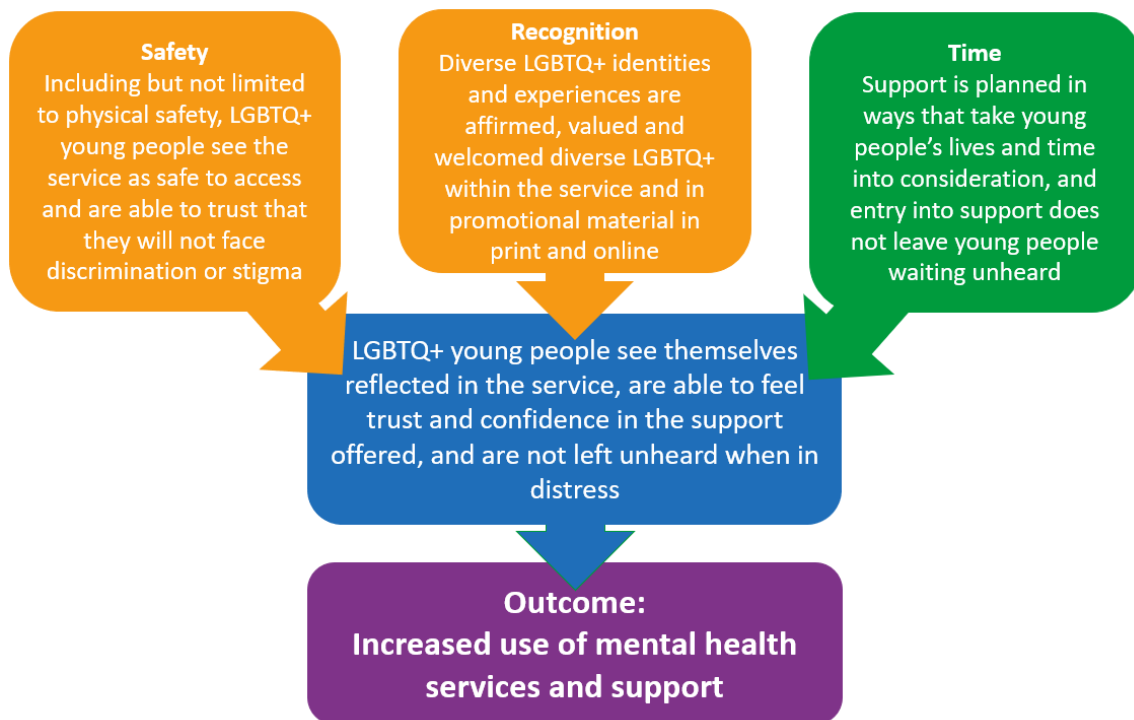 Safety
Including but not limited
to physical safety, LGBTQ+
young people see the
service as safe to access
and are able to trust that
they will not face
discrimination or stigma
Recognition
Diverse LGBTQ+ identities
and experiences are
affirmed, valued and
welcomed diverse LGBTQ+
within the service and in
promotional material in
print and online
Time
Support is planned in
ways that take young
people’s lives and time
into consideration, and
entry into support does
not leave young people
waiting unheard
LGBTQ+ young people see themselves
reflected in the service, are able to feel
trust and confidence in the support
offered, and are not left unheard when in
distress
Outcome:
Increased use of mental health
services and support